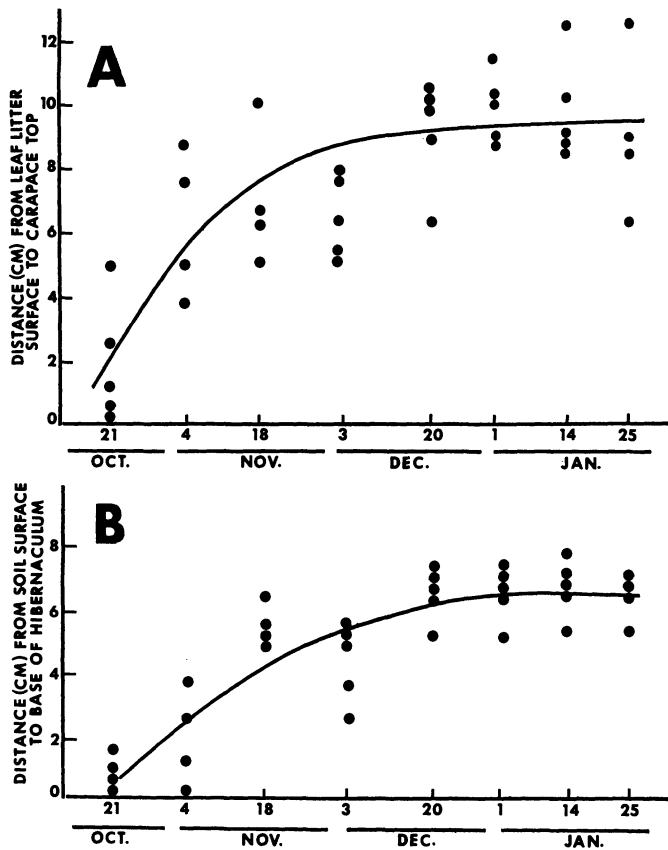 A
DISTANCE (CM) FROM LEAF LITTER
SURFACE TO CARAPACE TOP
12
10
8
6
4
2
0
21 4 18 3 20 1 14 25
OCT. NOV. DEC. JAN.
B
DISTANCE (CM) FROM SOIL SURFACE
TO BASE OF HIBERNACULUM
8
6
4
2
0
21 4 18 3 20 1 14 25
OCT. NOV. DEC. JAN.